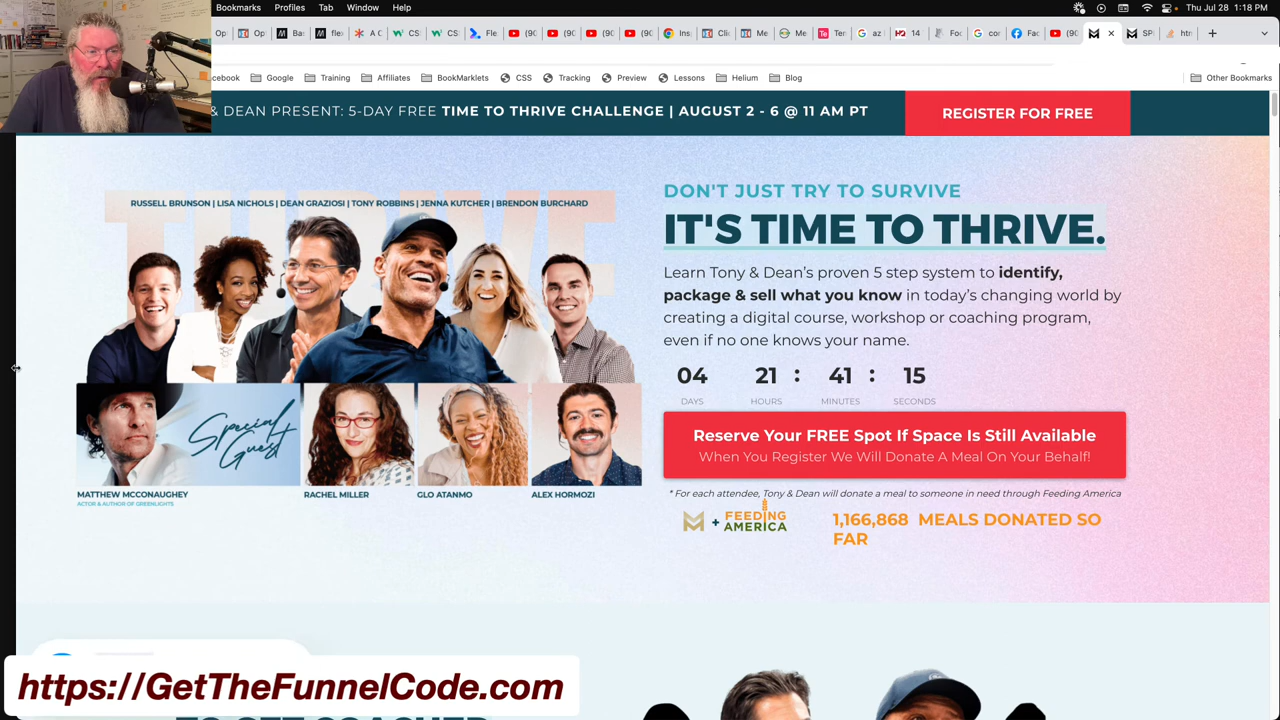 Bookmarks Profiles Tab Window Help
Thu Jul 28 1:18 PM
Google Training Affiliates BookMarklets CSS Tracking Preview Lessons Helium Blog
Other Bookmarks
& DEAN PRESENT: 5-DAY FREE TIME TO THRIVE CHALLENGE | AUGUST 2 - 6 @ 11 AM PT
REGISTER FOR FREE
THRIVE
RUSSELL BRUNSON | LISA NICHOLS | DEAN GRAZIOSI | TONY ROBBINS | JENNA KUTCHER | BRENDON BURCHARD
Special
Guest
MATTHEW MCCONAUGHEY
ACTOR & AUTHOR OF GREENLIGHTS
RACHEL MILLER
GLO ATANMO
ALEX HORMOZI
DON'T JUST TRY TO SURVIVE
IT'S TIME TO THRIVE.
Learn Tony & Dean's proven 5 step system to identify,
package & sell what you know in today's changing world by
creating a digital course, workshop or coaching program,
even if no one knows your name.
04 21 : 41 : 15
DAYS HOURS MINUTES SECONDS
Reserve Your FREE Spot If Space Is Still Available
When You Register We Will Donate A Meal On Your Behalf!
* For each attendee, Tony & Dean will donate a meal to someone in need through Feeding America
+ FEEDING
AMERICA
1,166,868 MEALS DONATED SO
FAR
https://GetTheFunnelCode.com
TO GET COACHED